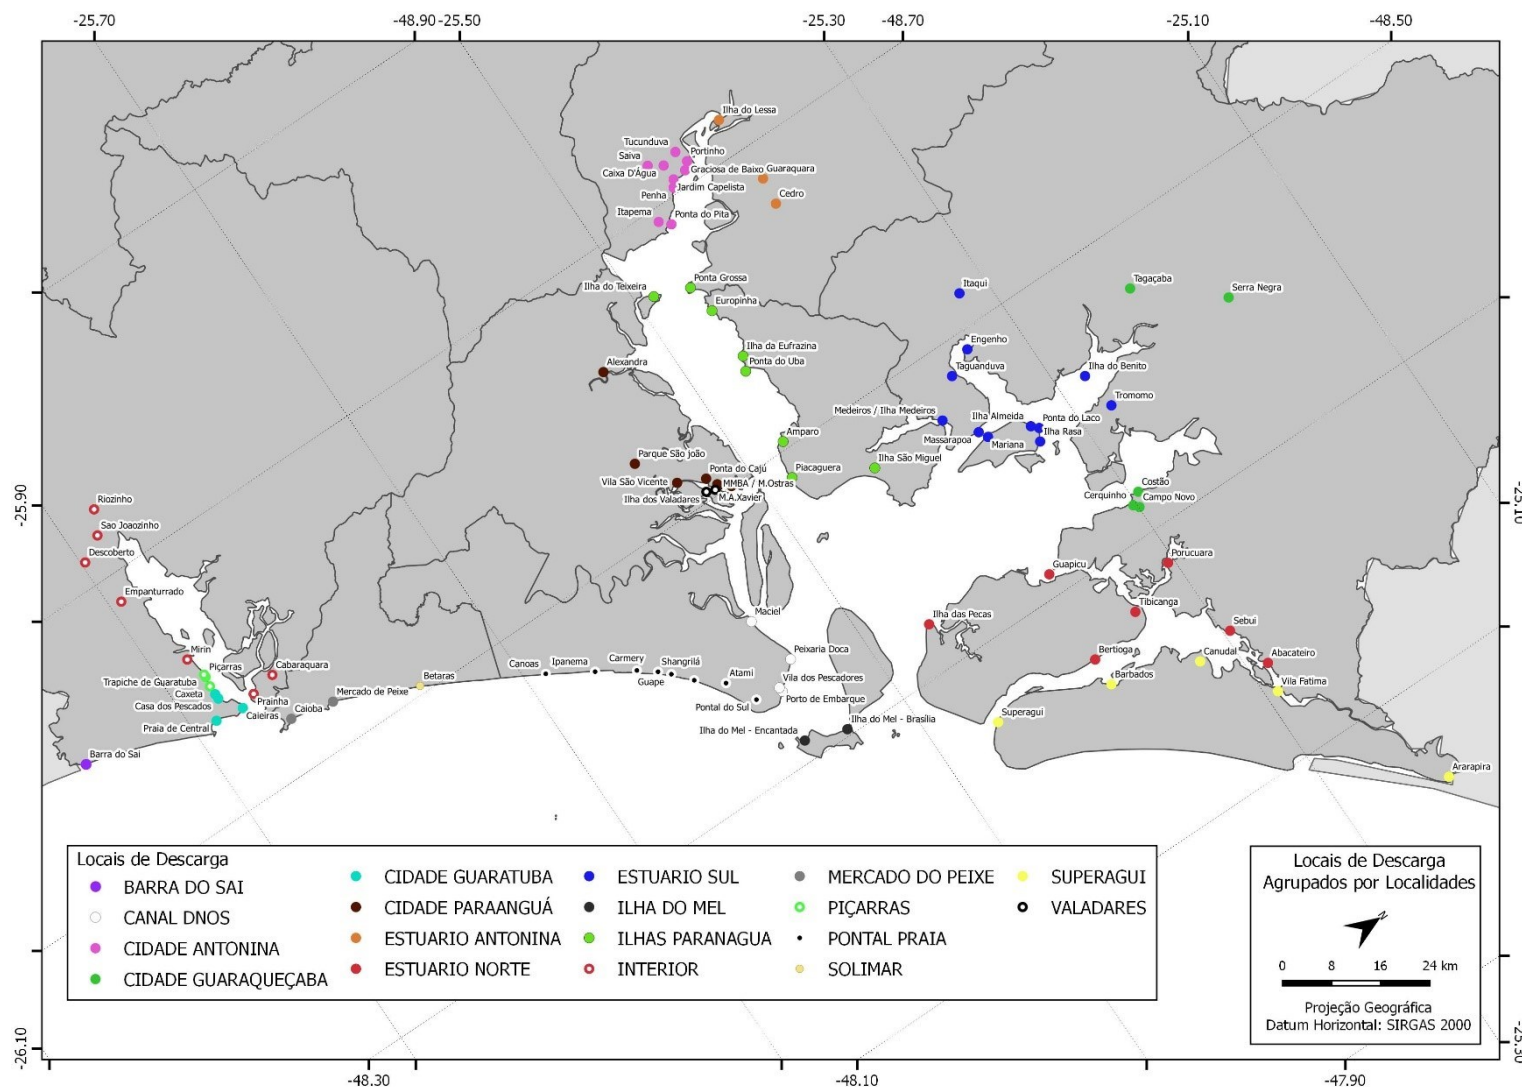 -25.70
-48.90
-25.50
-25.30
-48.70
-25.10
-48.50
Ilha do Lessa
Tucunduva
Portinho
Saiva
Graciosa de Baixo
Guaraquara
Caixa D'Água
Jardim Capelista
Penha
Cedro
Itapema
Ponta do Pita
Ponta Grossa
Ilha do Teixeira
Europinha
Itaqui
Tagaçaba
Serra Negra
Ilha da Eufrazina
Ponta do Uba
Alexandra
Engenho
Taguanduva
Ilha do Benito
Tromomo
Medeiros / Ilha Medeiros
Ilha Almeida
Ponta do Laco
Ilha Rasa
Massarapoa
Mariana
Amparo
Piacaguera
Ilha São Miguel
Parque São joão
Ponta do Cajú
Vila São Vicente
MMBA / M.Ostras
Ilha dos Valadares
M.A.Xavier
Costão
Cerquinho
Campo Novo
-25.90
-25.10
Riozinho
Sao Joaozinho
Descoberto
Empanturrado
Guapicu
Porucuara
Maciel
Ilha das Pecas
Tibicanga
Sebui
Mirin
Piçarras
Cabaraquara
Trapiche de Guaratuba
Caxeta
Casa dos Pescados
Prainha
Praia de Central
Caieiras
Caioba
Mercado de Peixe
Betaras
Canoas
Ipanema
Carmery
Shangrilá
Guape
Atami
Pontal do Sul
Peixaria Doca
Vila dos Pescadores
Porto de Embarque
Bertioga
Barbados
Canudal
Abacateiro
Vila Fatima
Superagui
Ilha do Mel - Brasília
Ilha do Mel - Encantada
Barra do Sai
Ararapira
Locais de Descarga
BARRA DO SAI
CANAL DNOS
CIDADE ANTONINA
CIDADE GUARAQUEÇABA
CIDADE GUARATUBA
CIDADE PARAANGUÁ
ESTUARIO ANTONINA
ESTUARIO NORTE
ESTUARIO SUL
ILHA DO MEL
ILHAS PARANAGUA
INTERIOR
MERCADO DO PEIXE
PIÇARRAS
PONTAL PRAIA
SOLIMAR
SUPERAGUI
VALADARES
Locais de Descarga
Agrupados por Localidades
N
0 8 16 24 km
Projeção Geográfica
Datum Horizontal: SIRGAS 2000
-26.10
-25.30
-48.30
-48.10
-47.90